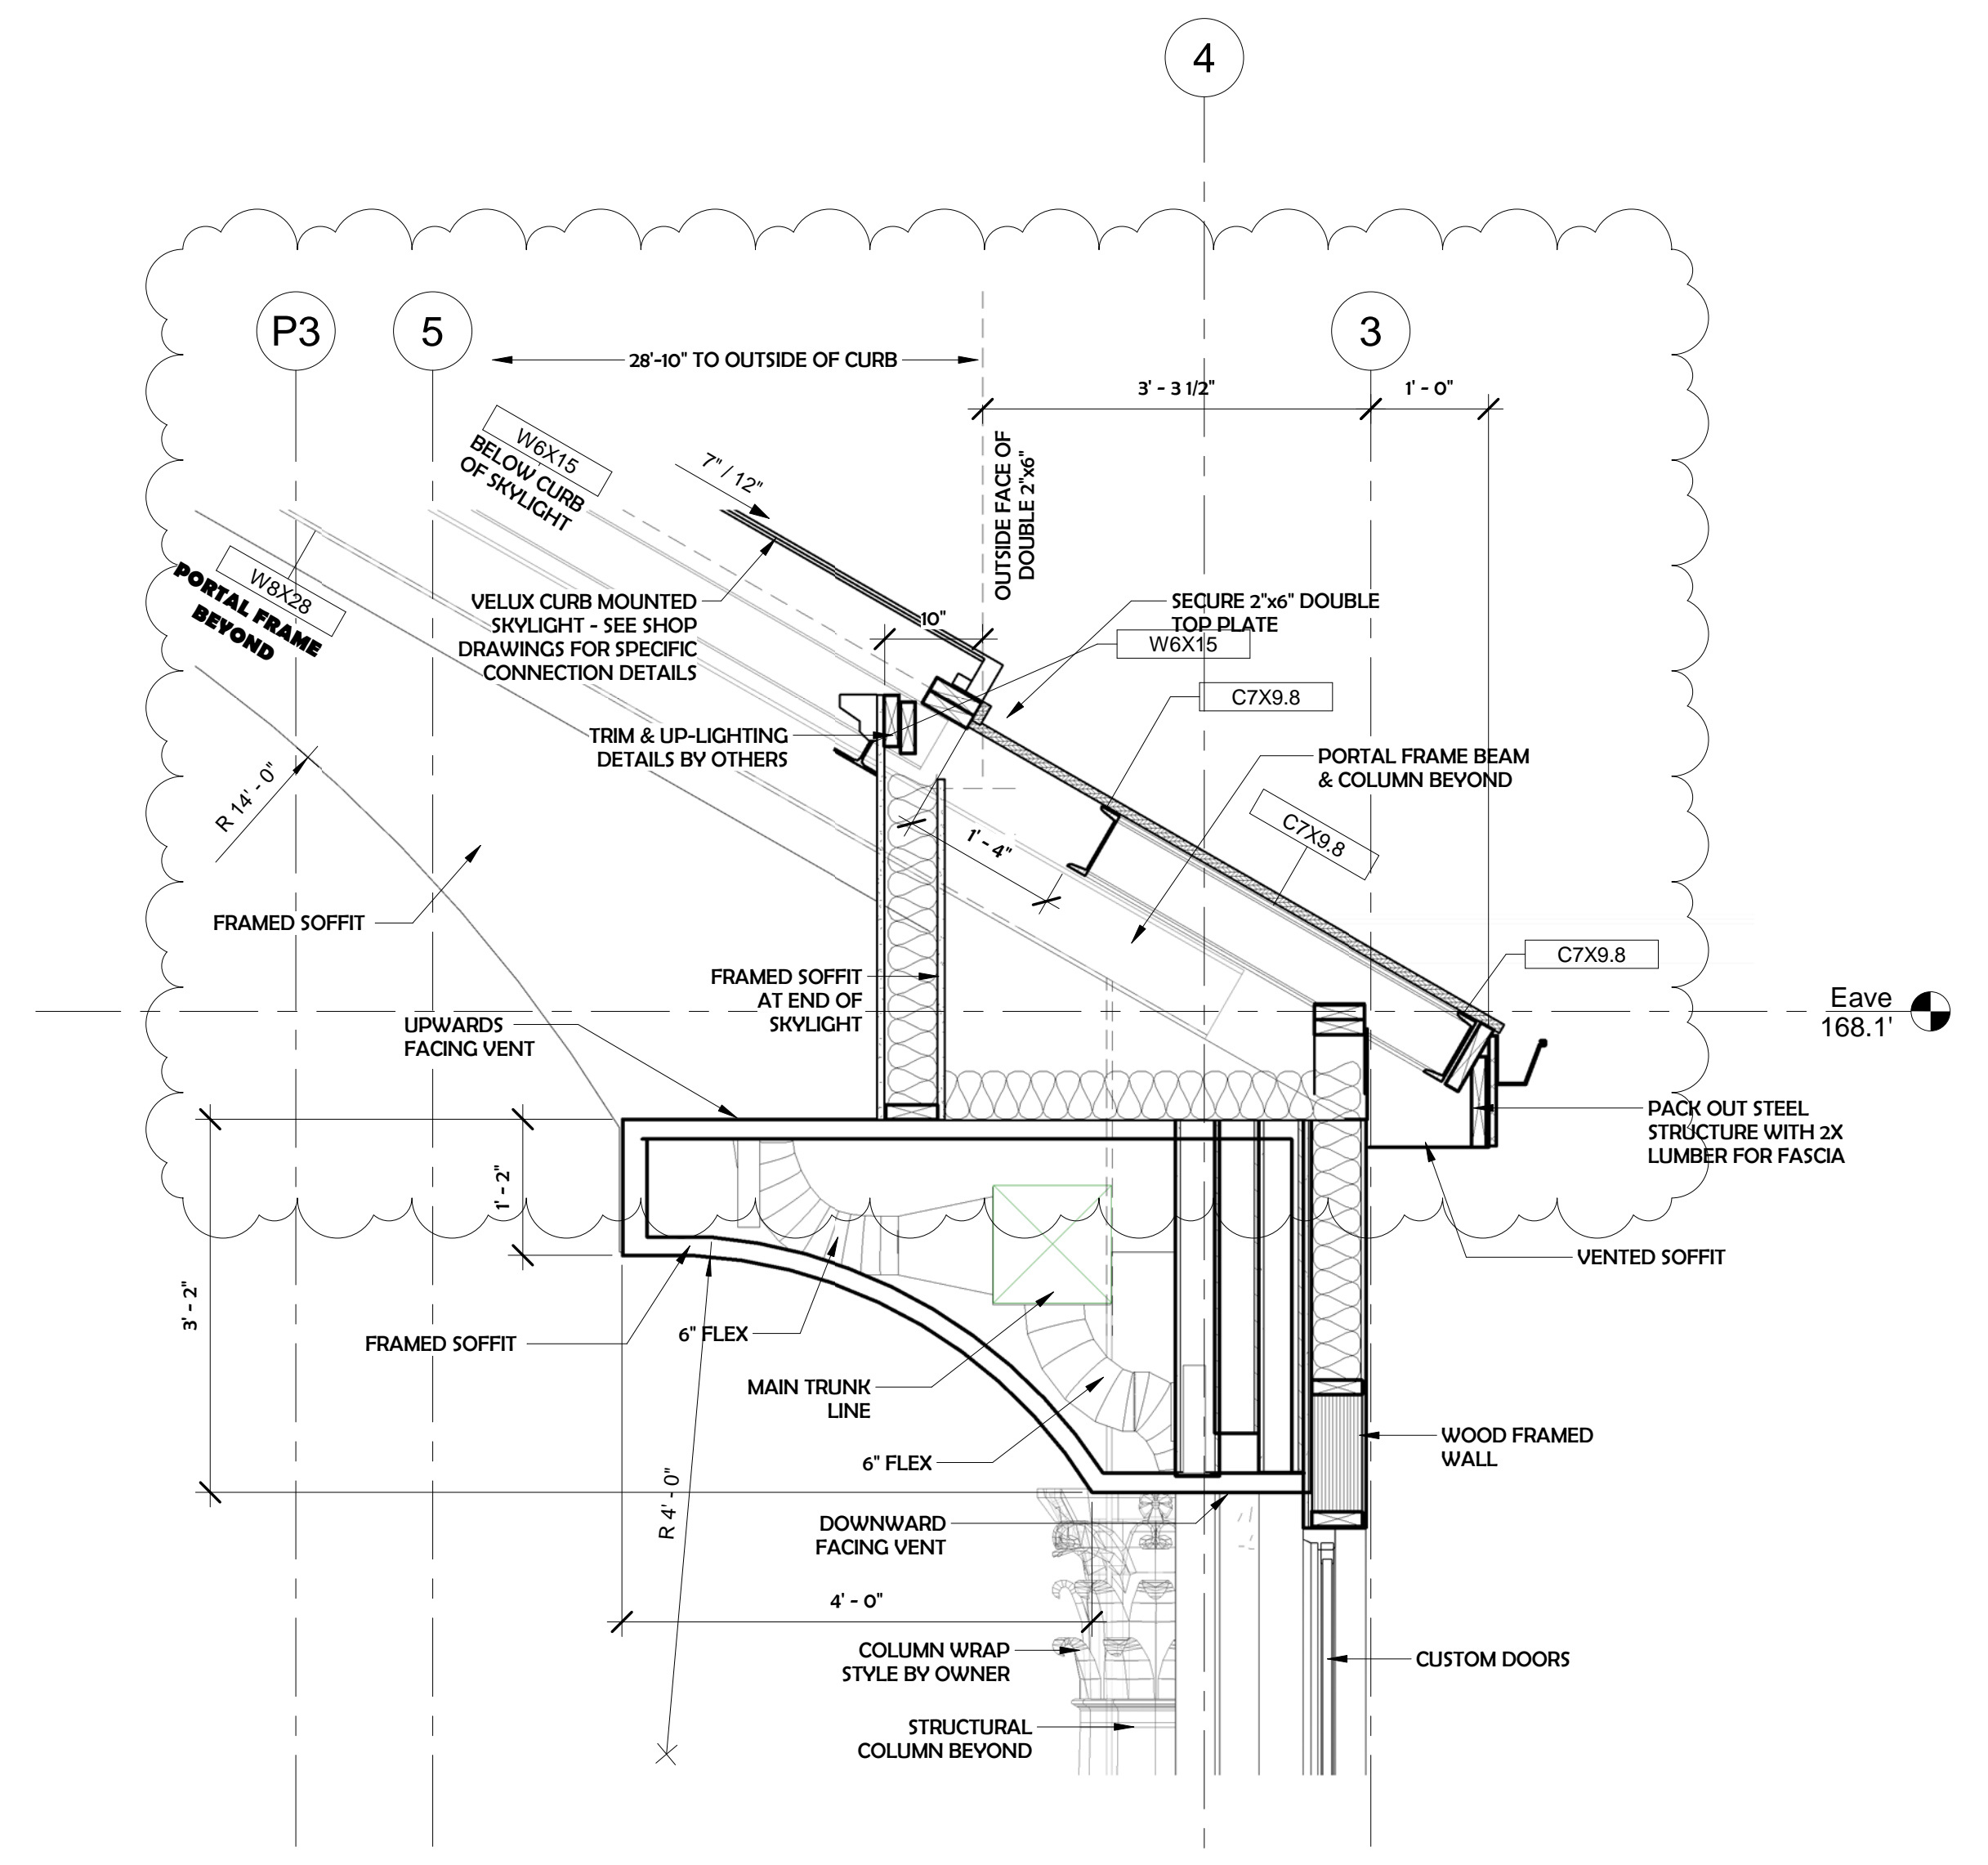 4
P3
5
3
28'-10" TO OUTSIDE OF CURB
3' - 3 1/2"
1' - 0"
W6X15
BELOW CURB
OF SKYLIGHT
7" / 12"
OUTSIDE FACE OF
DOUBLE 2"x6"
W8X28
PORTAL FRAME
BEYOND
VELUX CURB MOUNTED
SKYLIGHT - SEE SHOP
DRAWINGS FOR SPECIFIC
CONNECTION DETAILS
10"
SECURE 2"x6" DOUBLE
TOP PLATE
W6X15
C7X9.8
TRIM & UP-LIGHTING
DETAILS BY OTHERS
PORTAL FRAME BEAM
& COLUMN BEYOND
R 14' - 0"
1' - 4"
C7X9.8
FRAMED SOFFIT
C7X9.8
FRAMED SOFFIT
AT END OF
SKYLIGHT
Eave
168.1'
UPWARDS
FACING VENT
PACK OUT STEEL
STRUCTURE WITH 2X
LUMBER FOR FASCIA
1' - 2"
VENTED SOFFIT
3' - 2"
FRAMED SOFFIT
6" FLEX
MAIN TRUNK
LINE
WOOD FRAMED
WALL
6" FLEX
R 4' - 0"
DOWNWARD
FACING VENT
4' - 0"
COLUMN WRAP
STYLE BY OWNER
CUSTOM DOORS
STRUCTURAL
COLUMN BEYOND